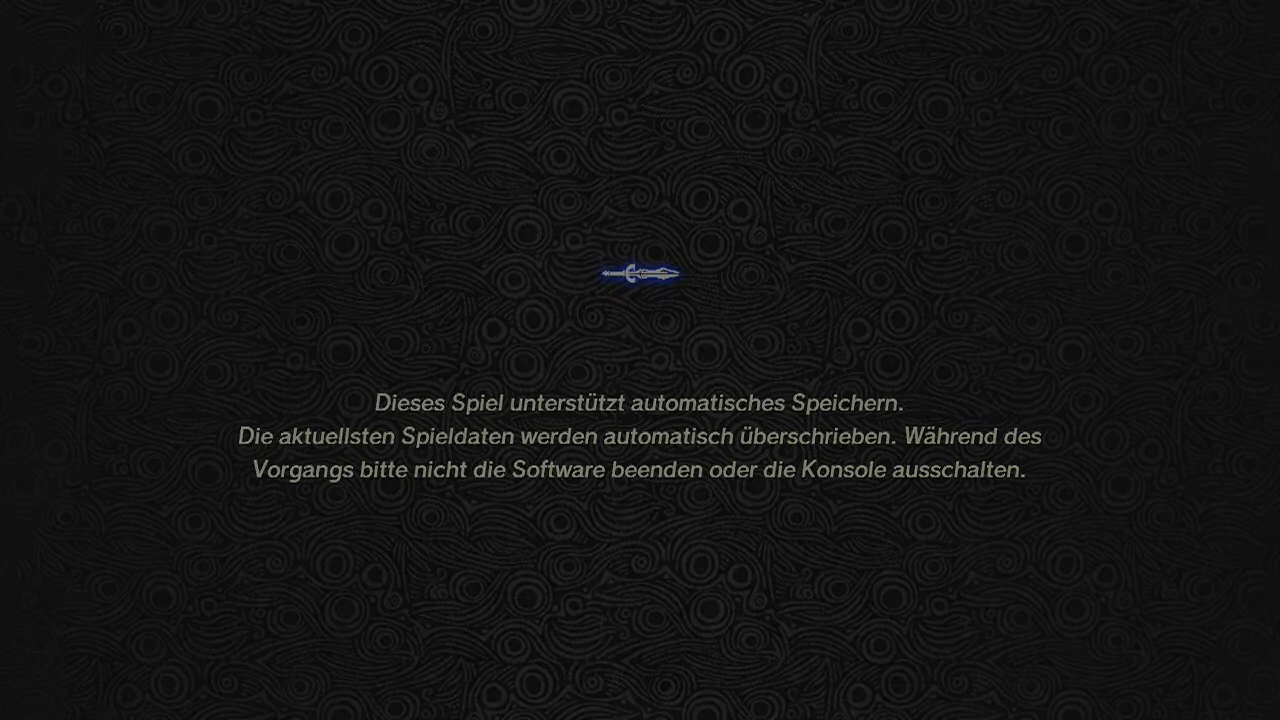 Dieses Spiel unterstützt automatisches Speichern.
Die aktuellsten Spieldaten werden automatisch überschrieben. Während des
Vorgangs bitte nicht die Software beenden oder die Konsole ausschalten.